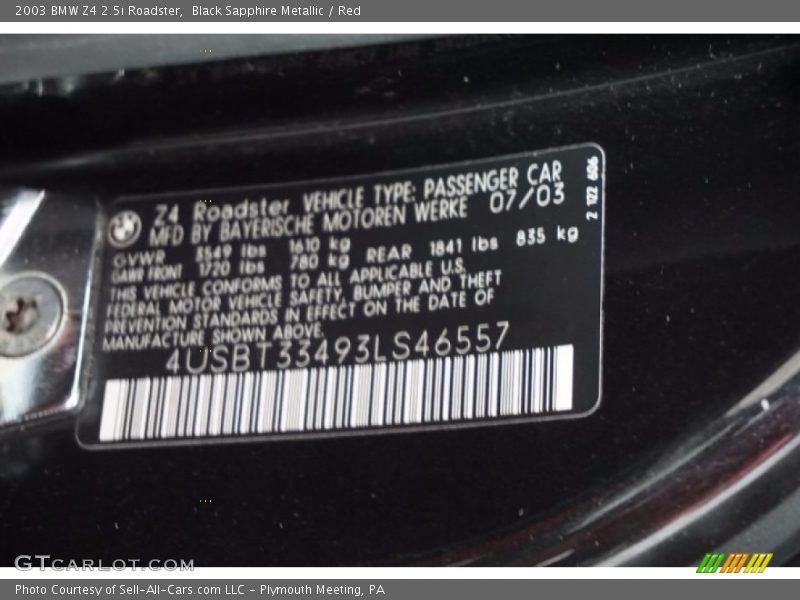 2003 BMW Z4 2.5i Roadster,  Black Sapphire Metallic / Red
Z4 Roadster VEHICLE TYPE: PASSENGER CAR
MFD BY BAYERISCHE MOTOREN WERKE 07/03
GVWR 3549 lbs 1610 kg
GAWR FRONT 1720 lbs 780 kg REAR 1841 lbs 835 kg
THIS VEHICLE CONFORMS TO ALL APPLICABLE U.S.
FEDERAL MOTOR VEHICLE SAFETY, BUMPER AND THEFT
PREVENTION STANDARDS IN EFFECT ON THE DATE OF
MANUFACTURE SHOWN ABOVE.
4USBT33493LS46557
2 122 606
GTCARLOT.COM
Photo Courtesy of Sell-All-Cars.com LLC - Plymouth Meeting, PA